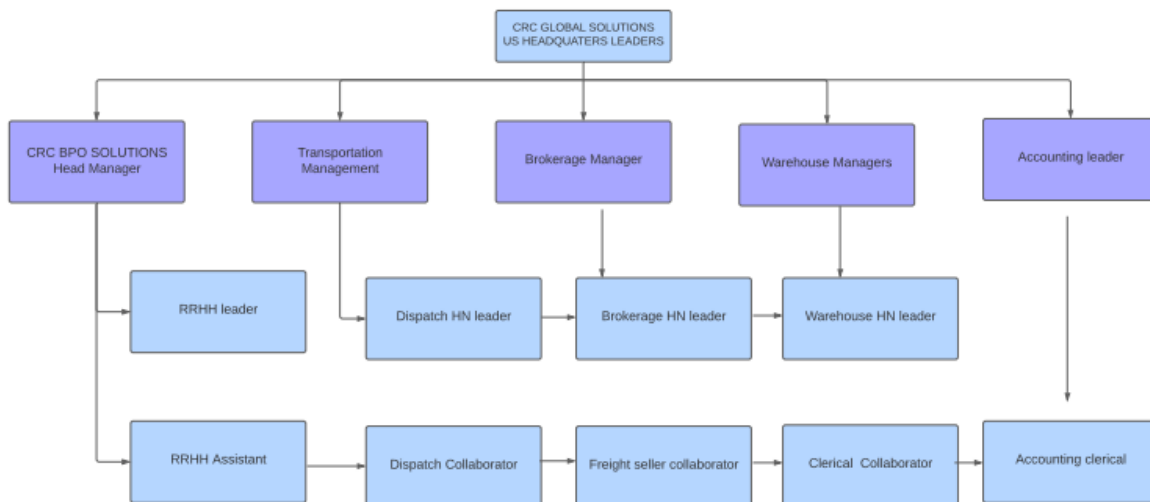 CRC GLOBAL SOLUTIONS
US HEADQUATERS LEADERS
CRC BPO SOLUTIONS
Head Manager
Transportation
Management
Brokerage Manager
Warehouse Managers
Accounting leader
RRHH leader
Dispatch HN leader
Brokerage HN leader
Warehouse HN leader
RRHH Assistant
Dispatch Collaborator
Freight seller collaborator
Clerical Collaborator
Accounting clerical